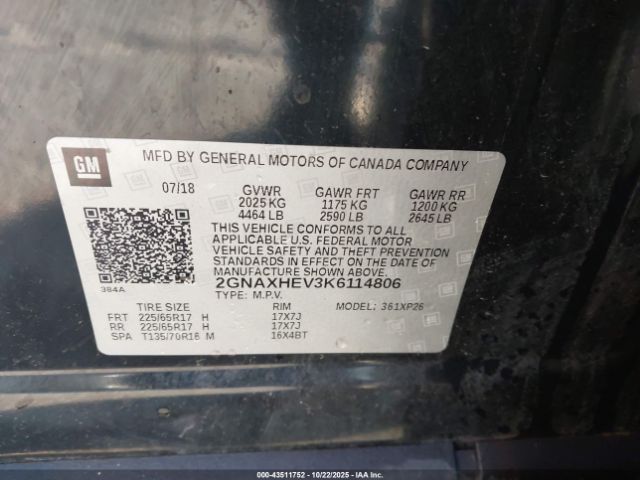 GM
MFD BY GENERAL MOTORS OF CANADA COMPANY
07/18 GVWR GAWR FRT GAWR RR
2025 KG 1175 KG 1200 KG
4464 LB 2590 LB 2645 LB
THIS VEHICLE CONFORMS TO ALL
APPLICABLE U.S. FEDERAL MOTOR
VEHICLE SAFETY AND THEFT PREVENTION
STANDARDS IN EFFECT ON THE DATE OF
MANUFACTURE SHOWN ABOVE.
384A
2GNAXHEV3K6114806
TYPE: M.P.V.
TIRE SIZE RIM MODEL: 361XP26
FRT 225/65R17 H 17X7J
RR 225/65R17 H 17X7J
SPA T135/70R16 M 16X4BT
00-43511752 - 10/22/2025 - COPYRIGHT IAA, LLC.